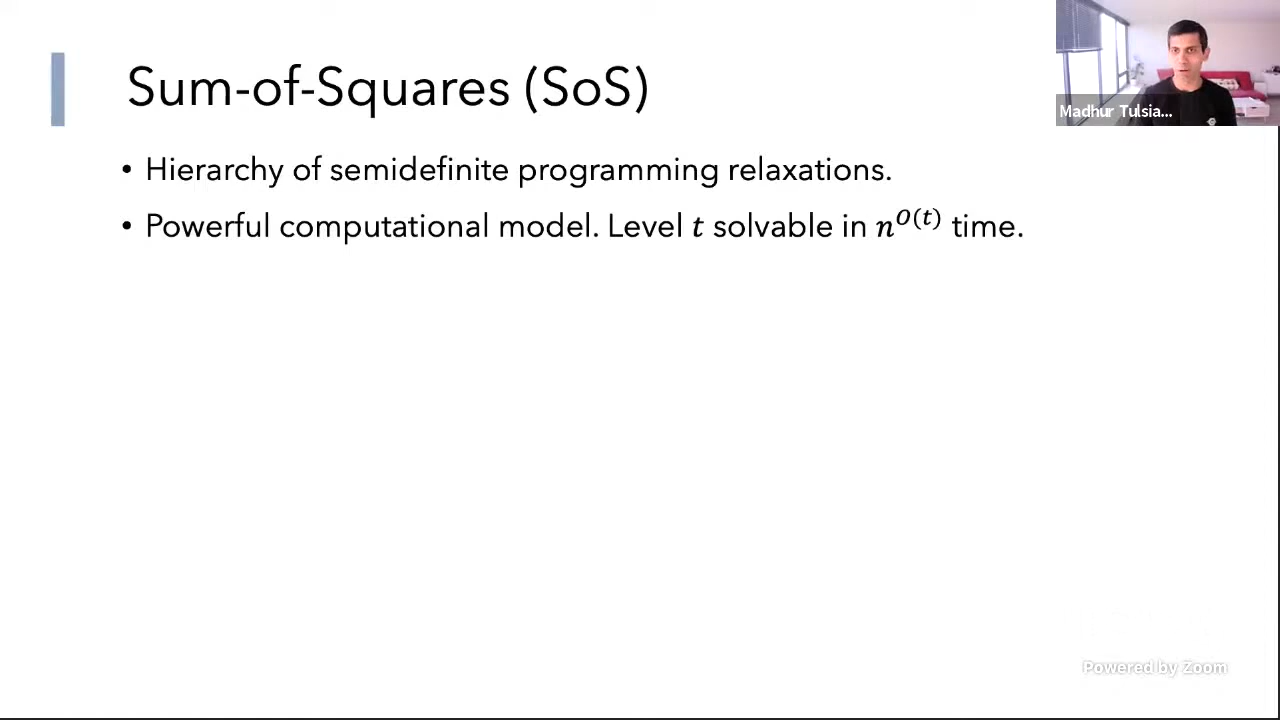 Sum-of-Squares (SoS)
Madhur Tulsia...
• Hierarchy of semidefinite programming relaxations.
• Powerful computational model. Level t solvable in n^{O(t)} time.
Powered by Zoom